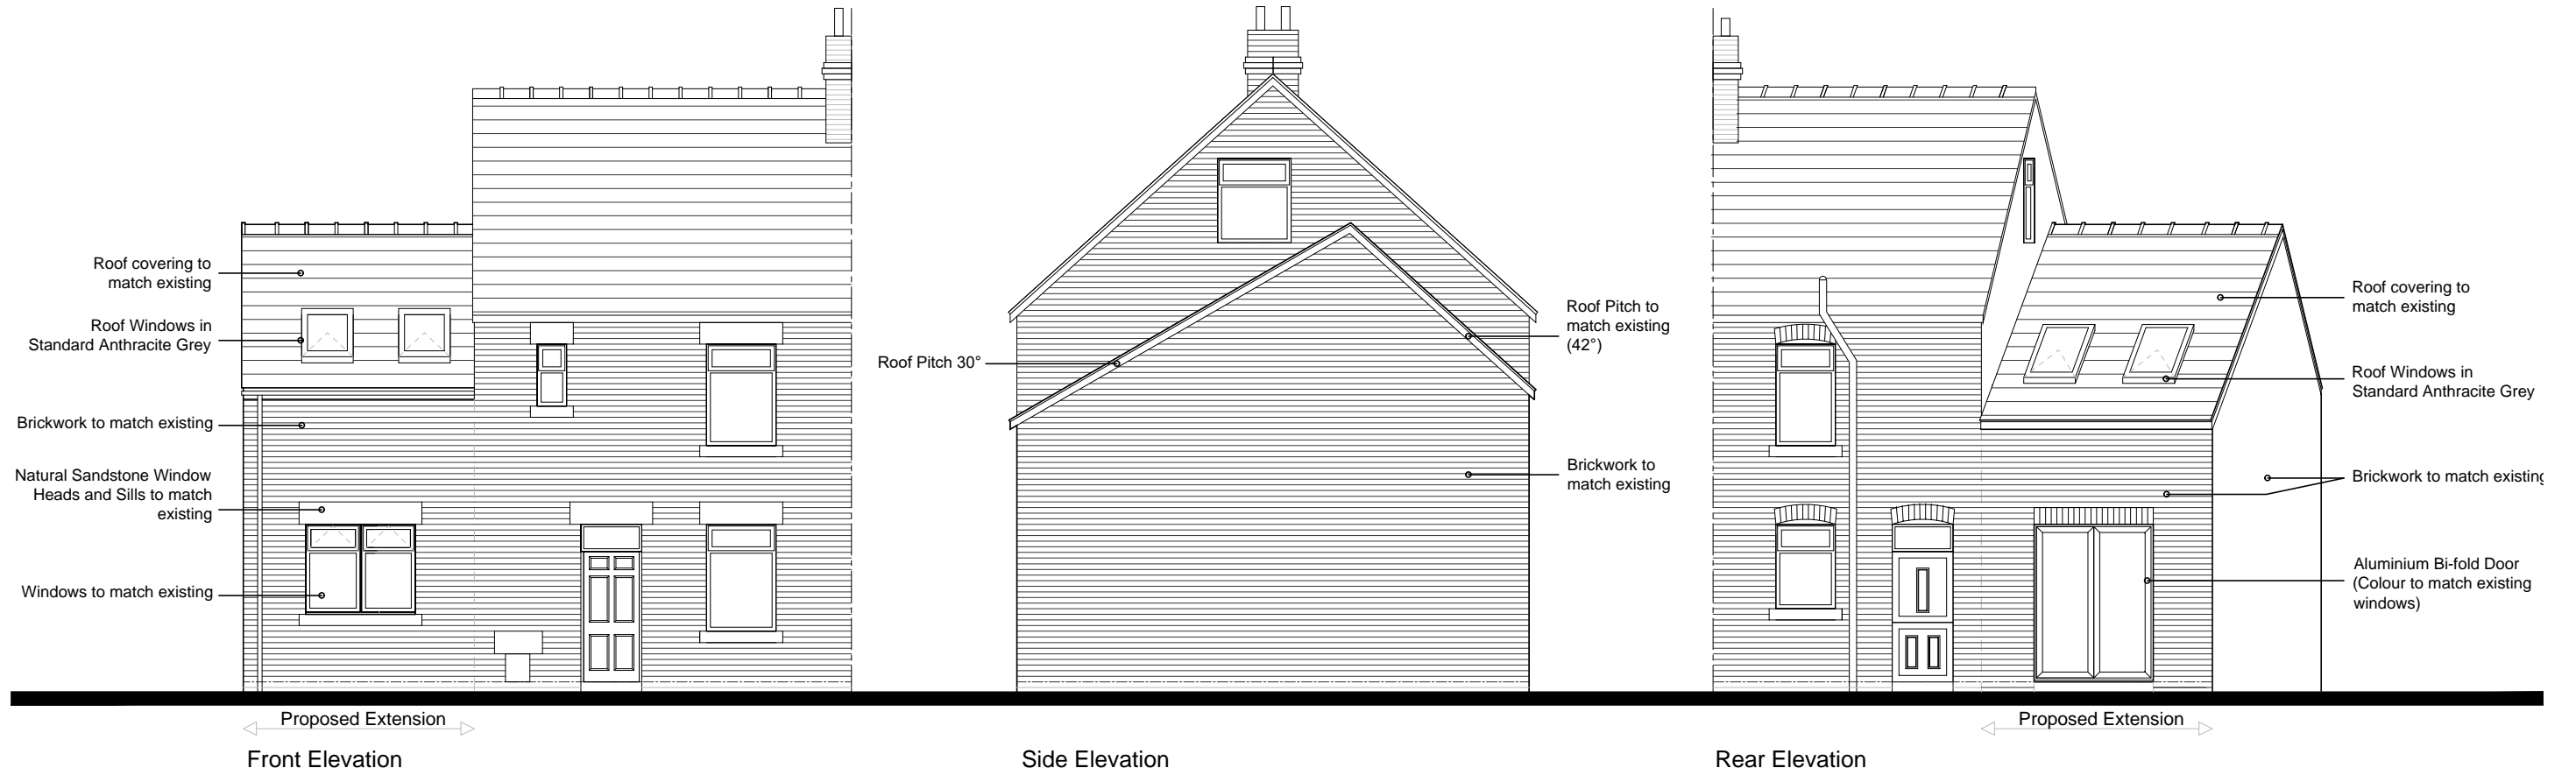 Roof covering to
match existing
Roof Windows in
Standard Anthracite Grey
Brickwork to match existing
Natural Sandstone Window
Heads and Sills to match
existing
Windows to match existing
Proposed Extension
Front Elevation
Roof Pitch 30°
Roof Pitch to
match existing
(42°)
Brickwork to
match existing
Side Elevation
Roof covering to
match existing
Roof Windows in
Standard Anthracite Grey
Brickwork to match existing
Aluminium Bi-fold Door
(Colour to match existing
windows)
Proposed Extension
Rear Elevation